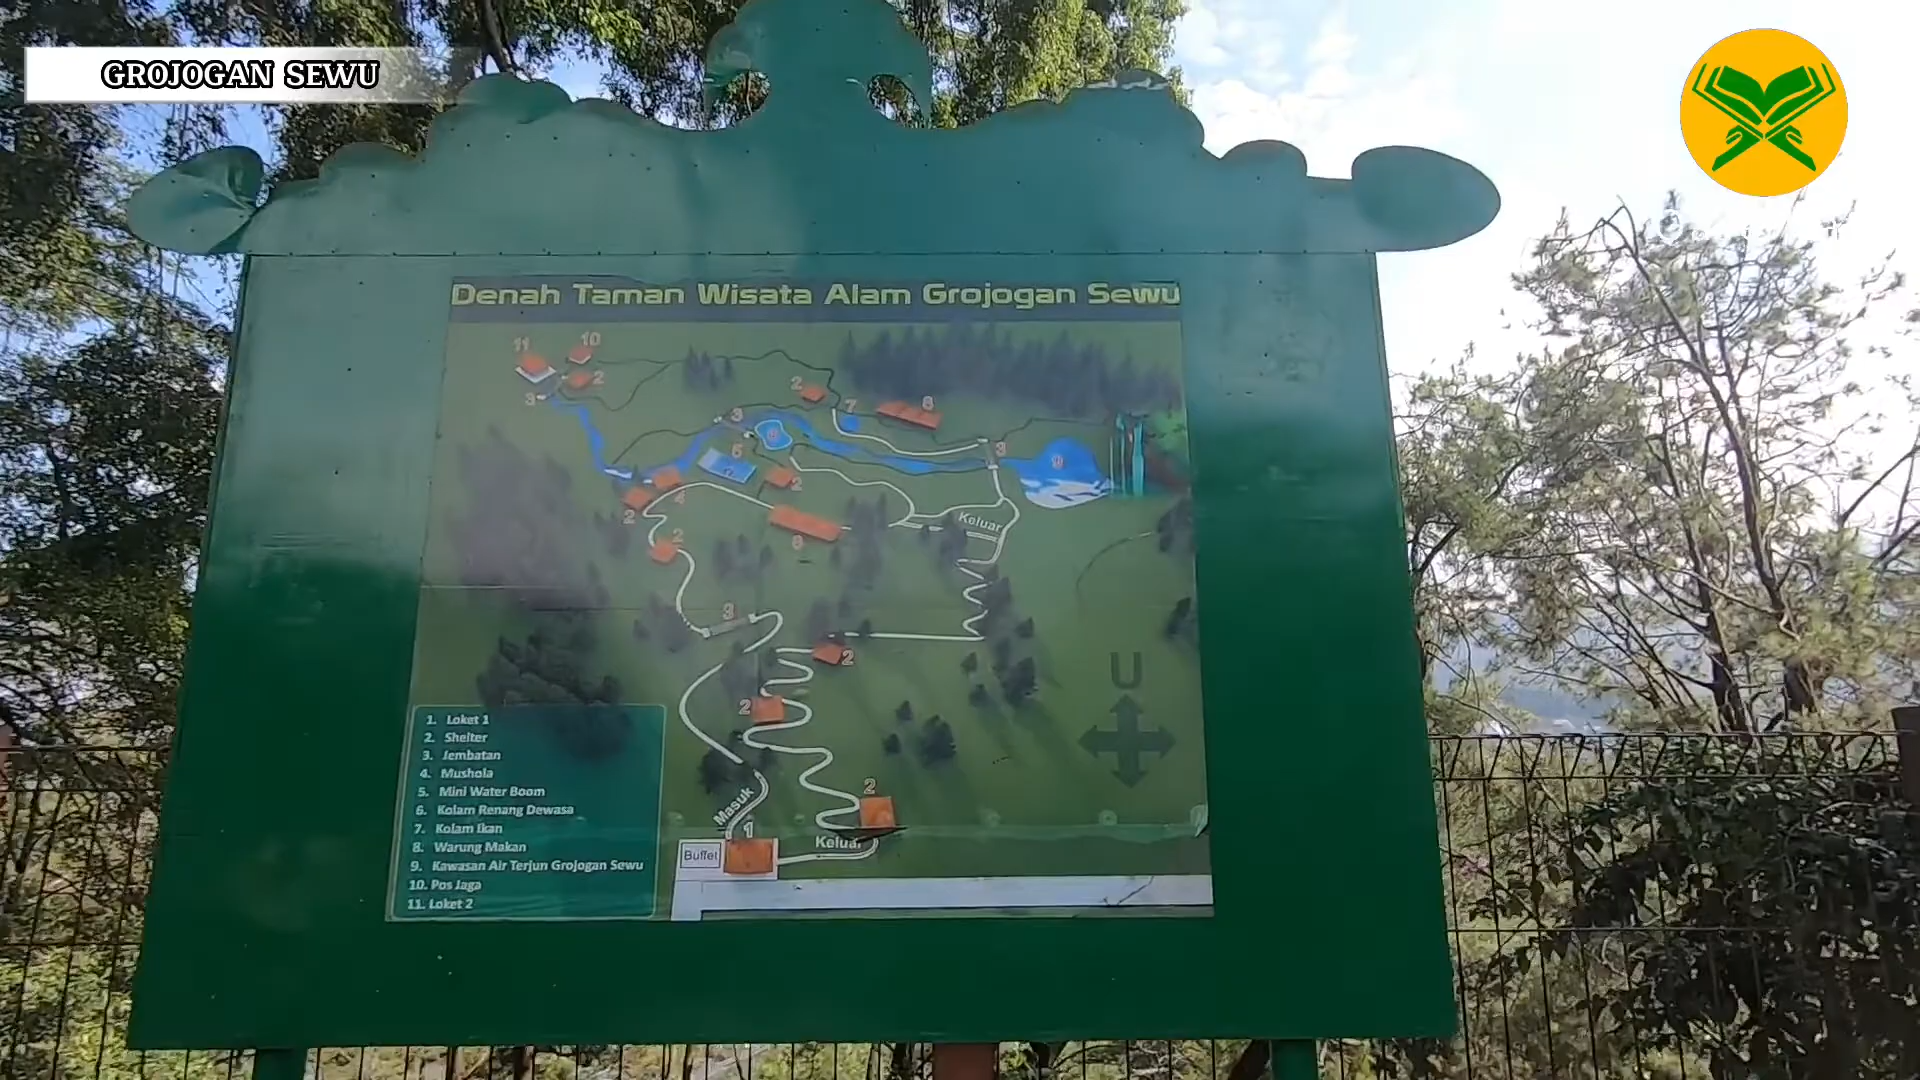 GROJOGAN SEWU
Denah Taman Wisata Alam Grojogan Sewu
11
10
2
3
2
7
8
3
3
5
9
4
2
2
2
Keluar
3
2
2
U
2
Masuk
1
Keluar
Buffet
1. Loket 1
2. Shelter
3. Jembatan
4. Mushola
5. Mini Water Boom
6. Kolam Renang Dewasa
7. Kolam Ikan
8. Warung Makan
9. Kawasan Air Terjun Grojogan Sewu
10. Pos Jaga
11. Loket 2